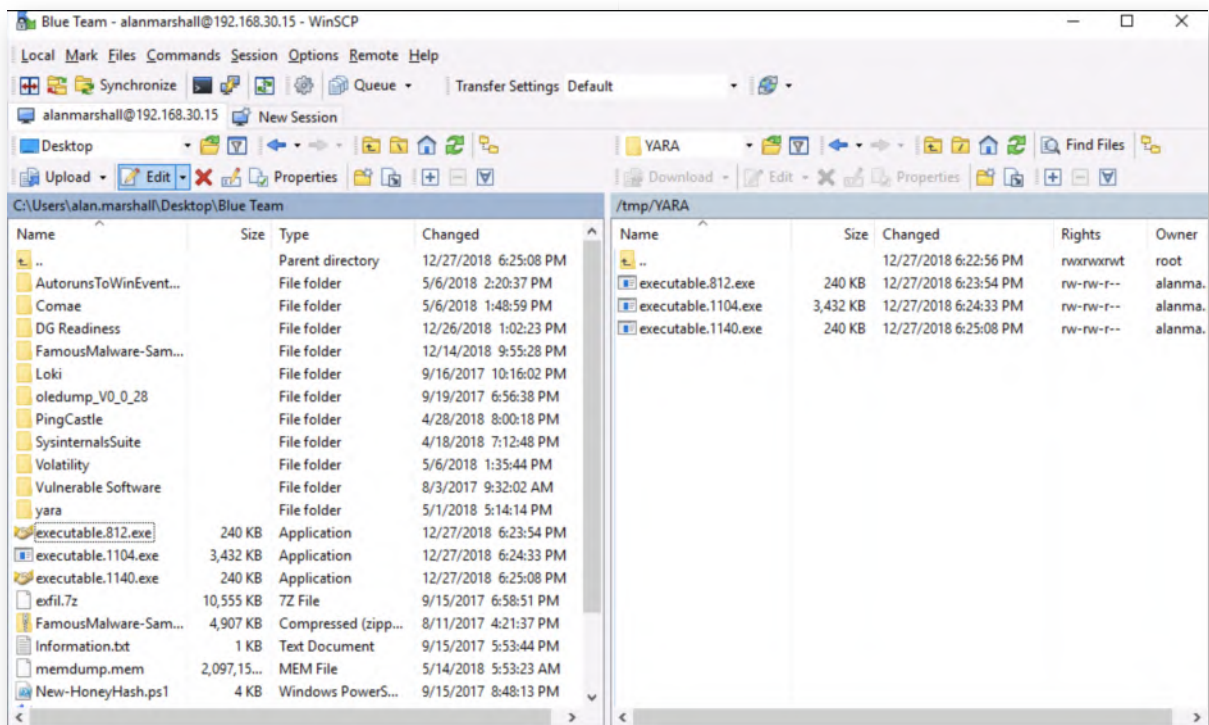 Blue Team - alanmarshall@192.168.30.15 - WinSCP
Local Mark Files Commands Session Options Remote Help
Synchronize Queue Transfer Settings Default
alanmarshall@192.168.30.15 New Session
Desktop YARA Find Files
Upload Edit Properties Download Edit Properties
C:\Users\alan.marshall\Desktop\Blue Team /tmp/YARA
Name Size Type Changed Name Size Changed Rights Owner
.. Parent directory 12/27/2018 6:25:08 PM .. 12/27/2018 6:22:56 PM rwxrwxrwt root
AutorunsToWinEvent... File folder 5/6/2018 2:20:37 PM executable.812.exe 240 KB 12/27/2018 6:23:54 PM rw-rw-r-- alanma.
Comae File folder 5/6/2018 1:48:59 PM executable.1104.exe 3,432 KB 12/27/2018 6:24:33 PM rw-rw-r-- alanma.
DG Readiness File folder 12/26/2018 1:02:23 PM executable.1140.exe 240 KB 12/27/2018 6:25:08 PM rw-rw-r-- alanma.
FamousMalware-Sam... File folder 12/14/2018 9:55:28 PM
Loki File folder 9/16/2017 10:16:02 PM
oledump_V0_0_28 File folder 9/19/2017 6:56:38 PM
PingCastle File folder 4/28/2018 8:00:18 PM
SysinternalsSuite File folder 4/18/2018 7:12:48 PM
Volatility File folder 5/6/2018 1:35:44 PM
Vulnerable Software File folder 8/3/2017 9:32:02 AM
yara File folder 5/1/2018 5:14:14 PM
executable.812.exe 240 KB Application 12/27/2018 6:23:54 PM
executable.1104.exe 3,432 KB Application 12/27/2018 6:24:33 PM
executable.1140.exe 240 KB Application 12/27/2018 6:25:08 PM
exfil.7z 10,555 KB 7Z File 9/15/2017 6:58:51 PM
FamousMalware-Sam... 4,907 KB Compressed (zipp... 8/11/2017 4:21:37 PM
Information.txt 1 KB Text Document 9/15/2017 5:53:44 PM
memdump.mem 2,097,15... MEM File 5/14/2018 5:53:23 AM
New-HoneyHash.ps1 4 KB Windows PowerS... 9/15/2017 8:48:13 PM